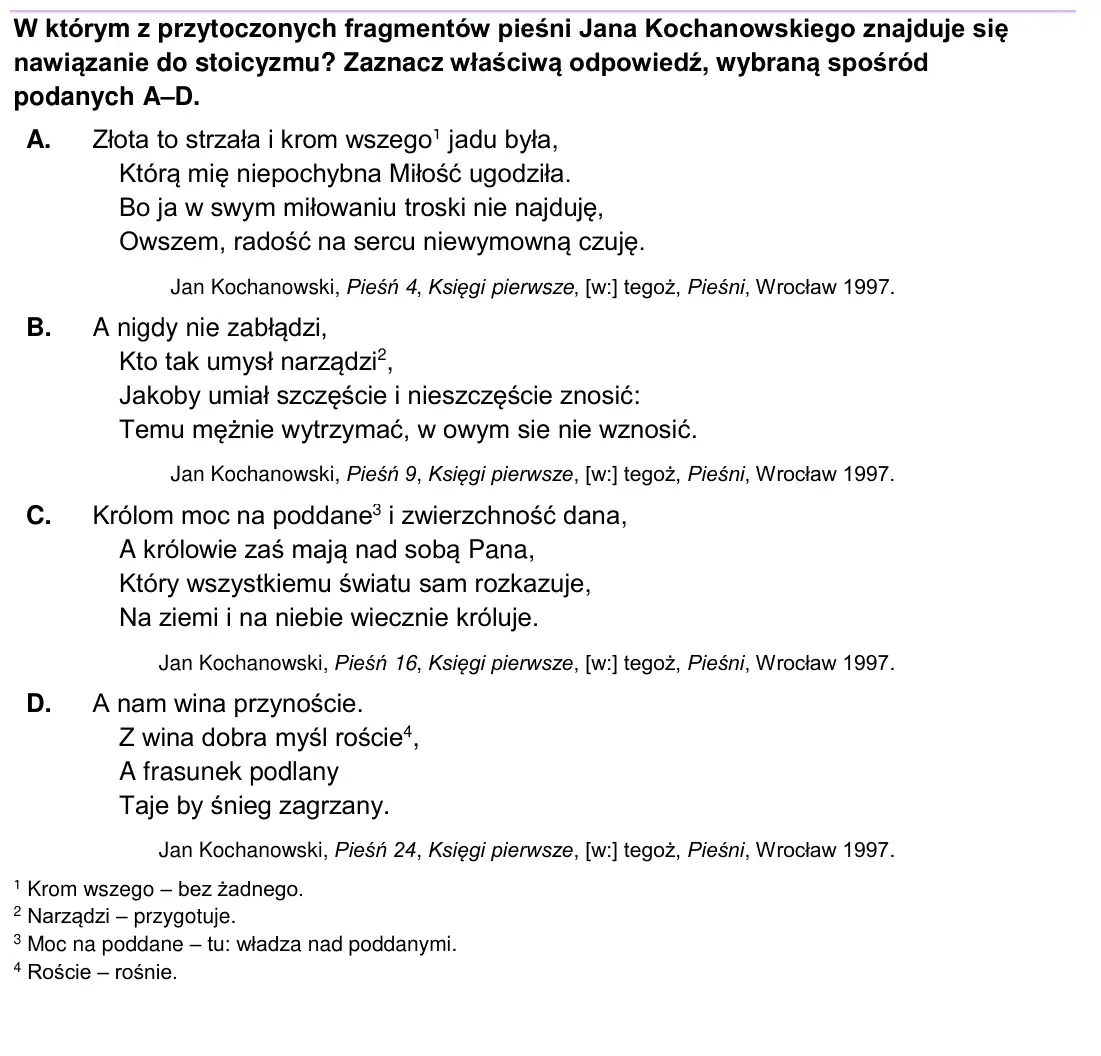 W którym z przytoczonych fragmentów pieśni Jana Kochanowskiego znajduje się
nawiązanie do stoicyzmu? Zaznacz właściwą odpowiedź, wybraną spośród
podanych A–D.
A. Złota to strzała i krom wszego¹ jadu była,
Którą mię niepochybna Miłość ugodziła.
Bo ja w swym miłowaniu troski nie najduję,
Owszem, radość na sercu niewymowną czuję.
Jan Kochanowski, Pieśń 4, Księgi pierwsze, [w:] tegoż, Pieśni, Wrocław 1997.
B. A nigdy nie zabłądzi,
Kto tak umysł narządzi²,
Jakoby umiał szczęście i nieszczęście znosić:
Temu mężnie wytrzymać, w owym sie nie wznosić.
Jan Kochanowski, Pieśń 9, Księgi pierwsze, [w:] tegoż, Pieśni, Wrocław 1997.
C. Królom moc na poddane³ i zwierzchność dana,
A królowie zaś mają nad sobą Pana,
Który wszystkiemu światu sam rozkazuje,
Na ziemi i na niebie wiecznie króluje.
Jan Kochanowski, Pieśń 16, Księgi pierwsze, [w:] tegoż, Pieśni, Wrocław 1997.
D. A nam wina przynoście.
Z wina dobra myśl roście⁴,
A frasunek podlany
Taje by śnieg zagrzany.
Jan Kochanowski, Pieśń 24, Księgi pierwsze, [w:] tegoż, Pieśni, Wrocław 1997.
¹ Krom wszego – bez żadnego.
² Narządzi – przygotuje.
³ Moc na poddane – tu: władza nad poddanymi.
⁴ Roście – rośnie.